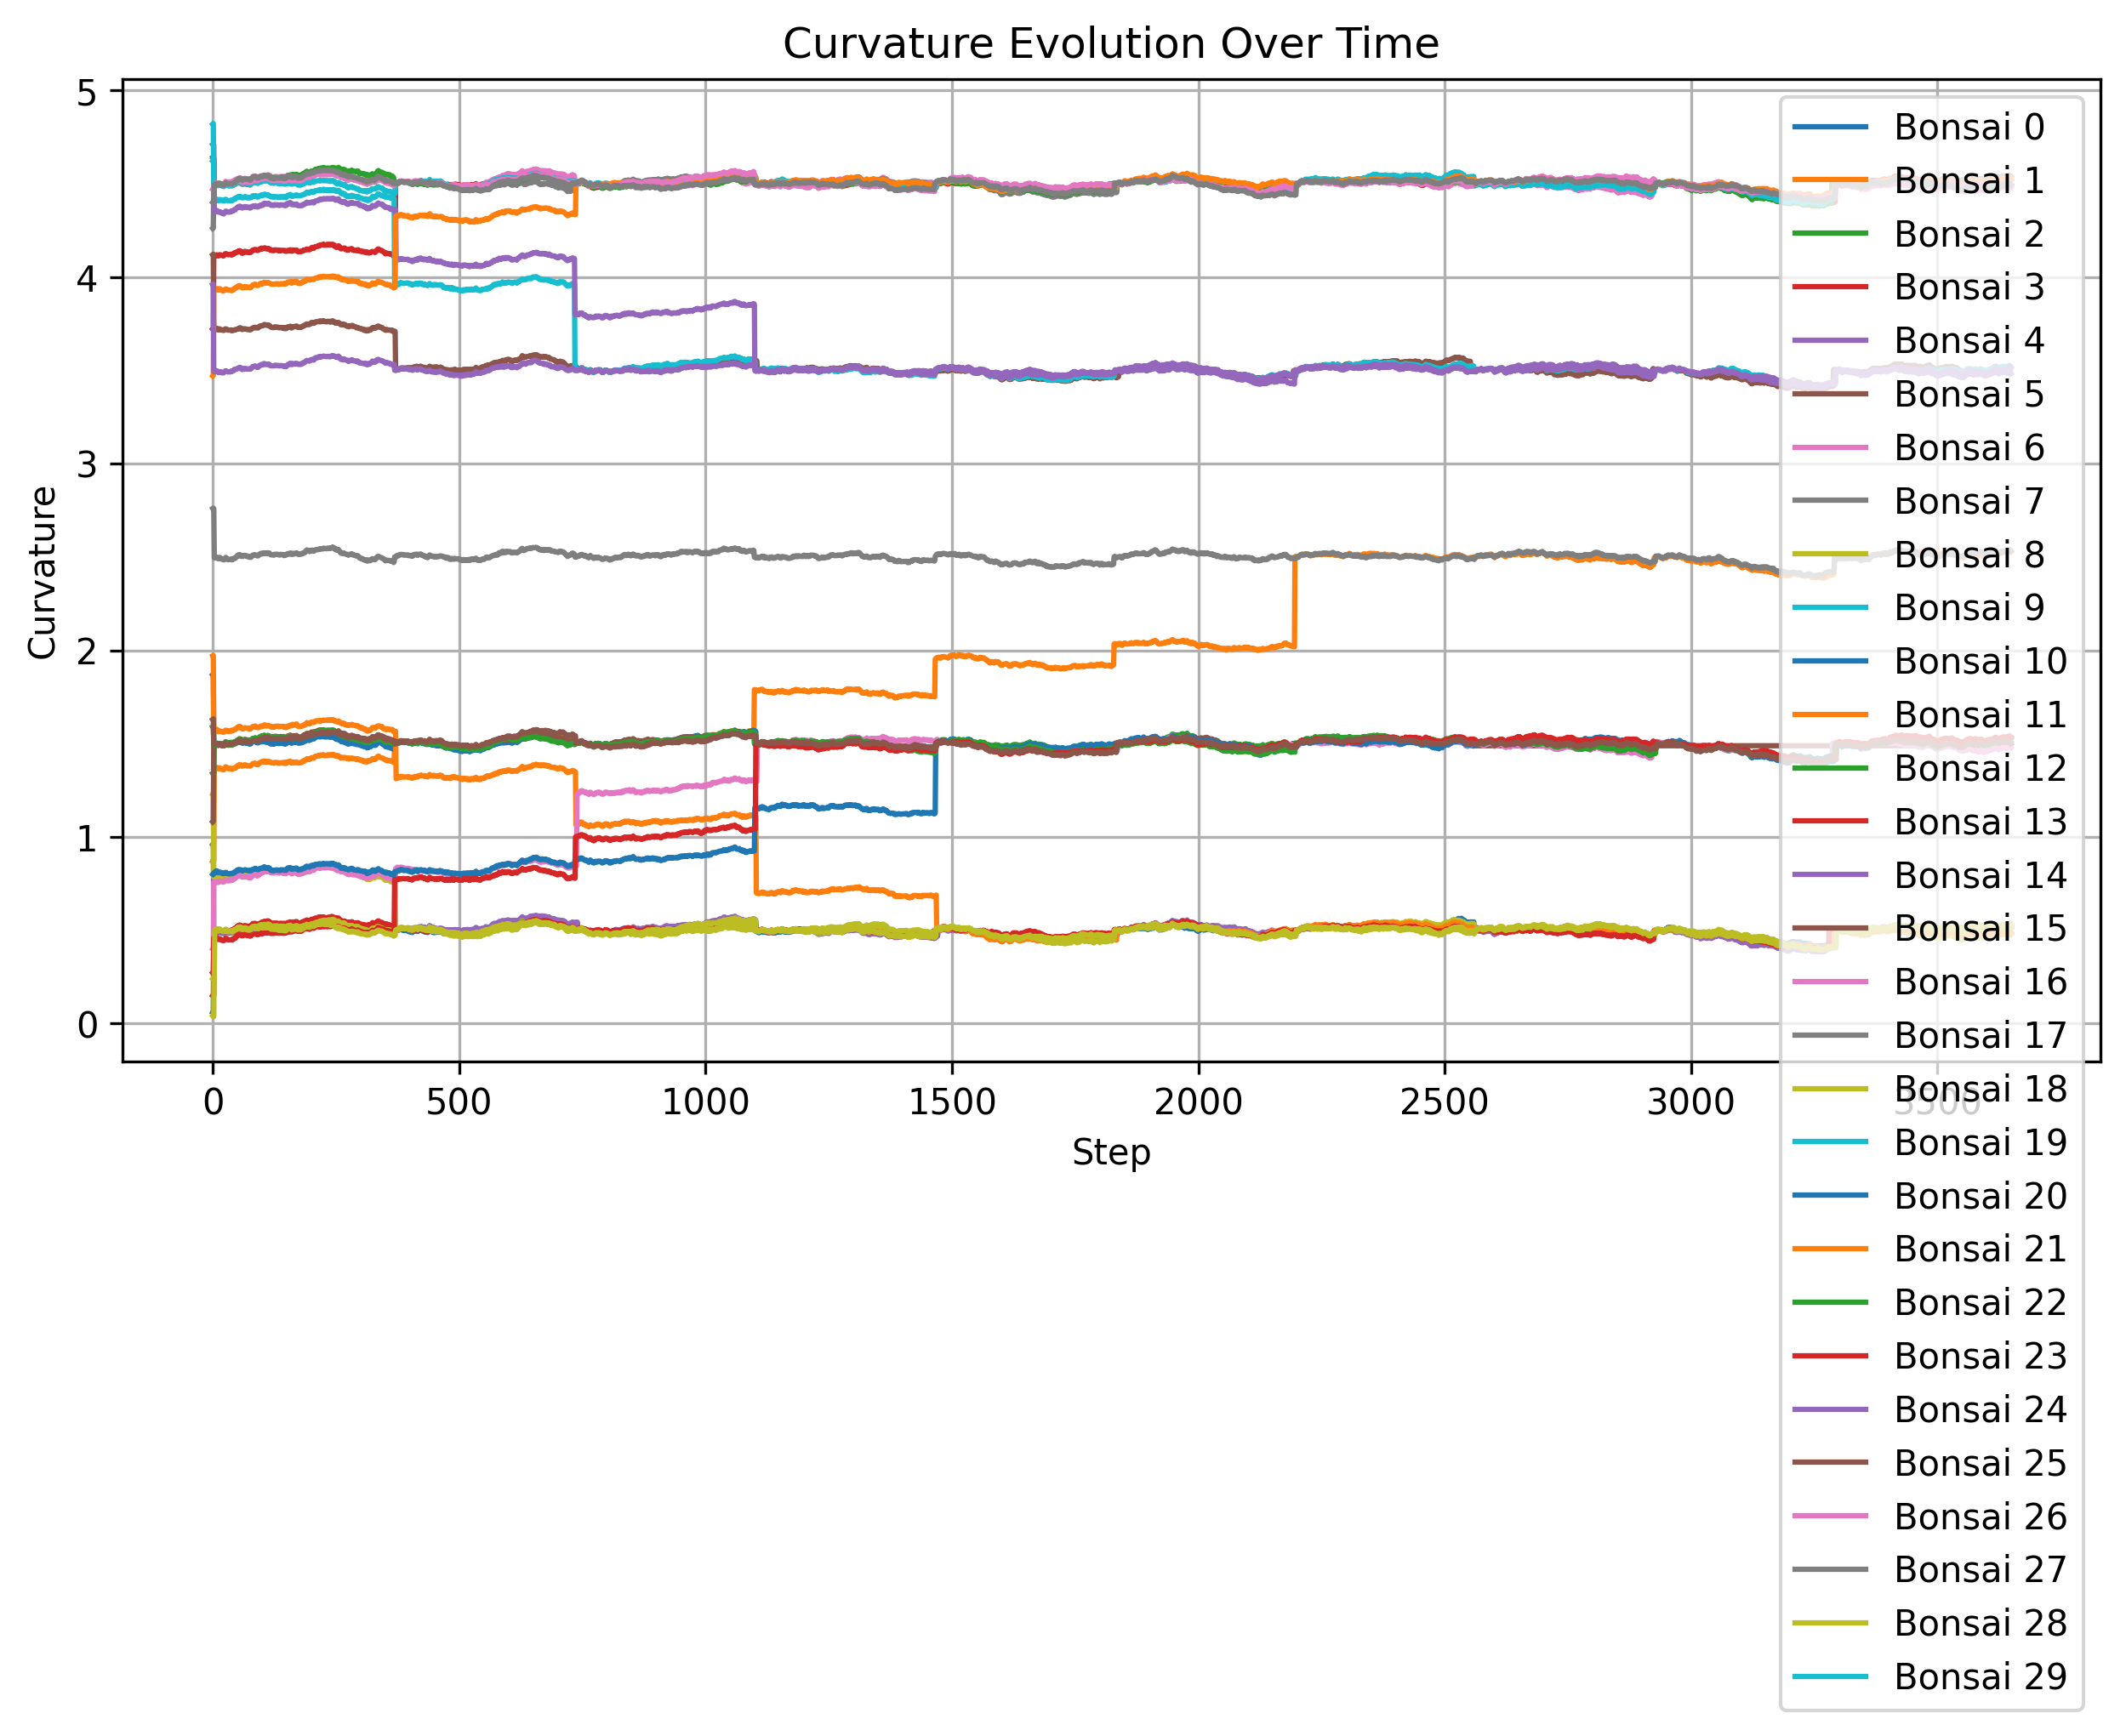 Curvature Evolution Over Time
Curvature
5
4
3
2
1
0
0
500
1000
1500
2000
2500
3000
3500
Step
Bonsai 0
Bonsai 1
Bonsai 2
Bonsai 3
Bonsai 4
Bonsai 5
Bonsai 6
Bonsai 7
Bonsai 8
Bonsai 9
Bonsai 10
Bonsai 11
Bonsai 12
Bonsai 13
Bonsai 14
Bonsai 15
Bonsai 16
Bonsai 17
Bonsai 18
Bonsai 19
Bonsai 20
Bonsai 21
Bonsai 22
Bonsai 23
Bonsai 24
Bonsai 25
Bonsai 26
Bonsai 27
Bonsai 28
Bonsai 29